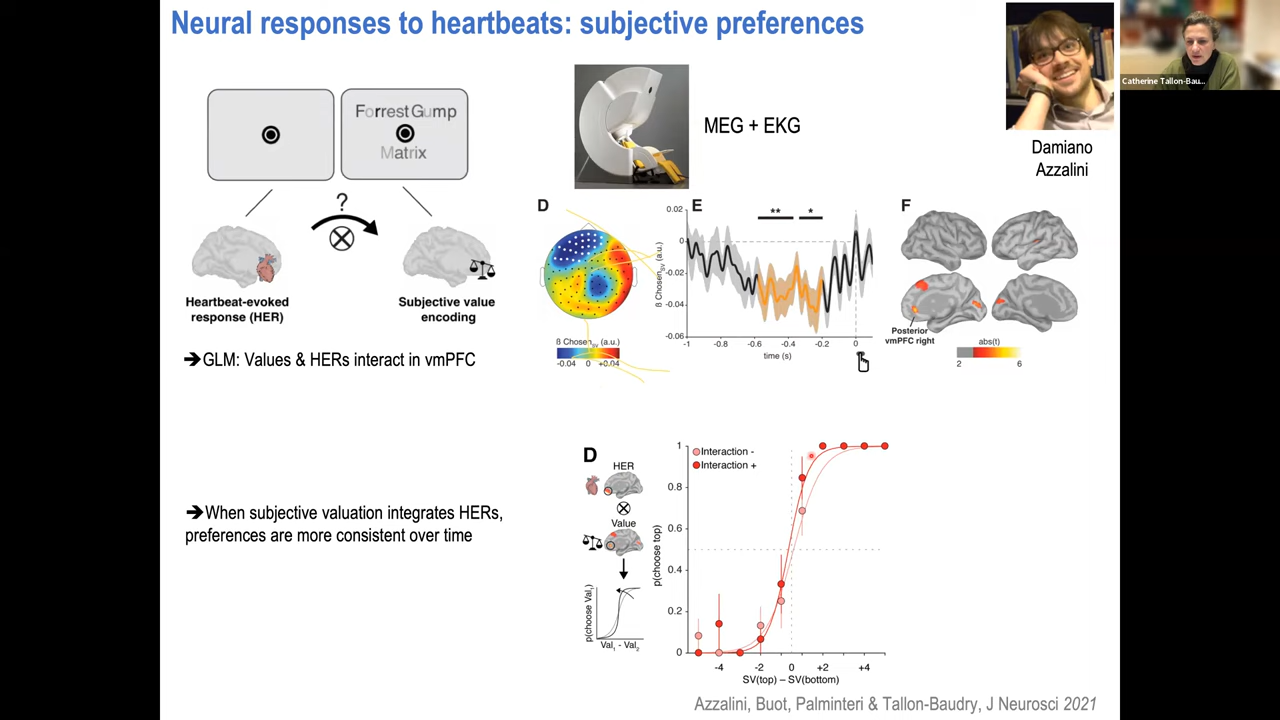 Neural responses to heartbeats: subjective preferences
Catherine Tallon-Bau...
Forrest Gump
Matrix
MEG + EKG
Damiano
Azzalini
?
Heartbeat-evoked
response (HER)
Subjective value
encoding
➔GLM: Values & HERs interact in vmPFC
D
ß Chosen SV (a.u.)
-0.04 0 +0.04
E
** *
ß Chosen SV (a.u.)
0.02
0
-0.02
-0.04
-0.06
-1 -0.8 -0.6 -0.4 -0.2 0
time (s)
F
Posterior
vmPFC right
abs(t)
2 6
➔When subjective valuation integrates HERs,
preferences are more consistent over time
D
HER
Value
p(choose Val1)
Val1 - Val2
Interaction -
Interaction +
p(choose top)
1
0.8
0.6
0.4
0.2
0
-4 -2 0 +2 +4
SV(top) – SV(bottom)
Azzalini, Buot, Palminteri & Tallon-Baudry, J Neurosci 2021